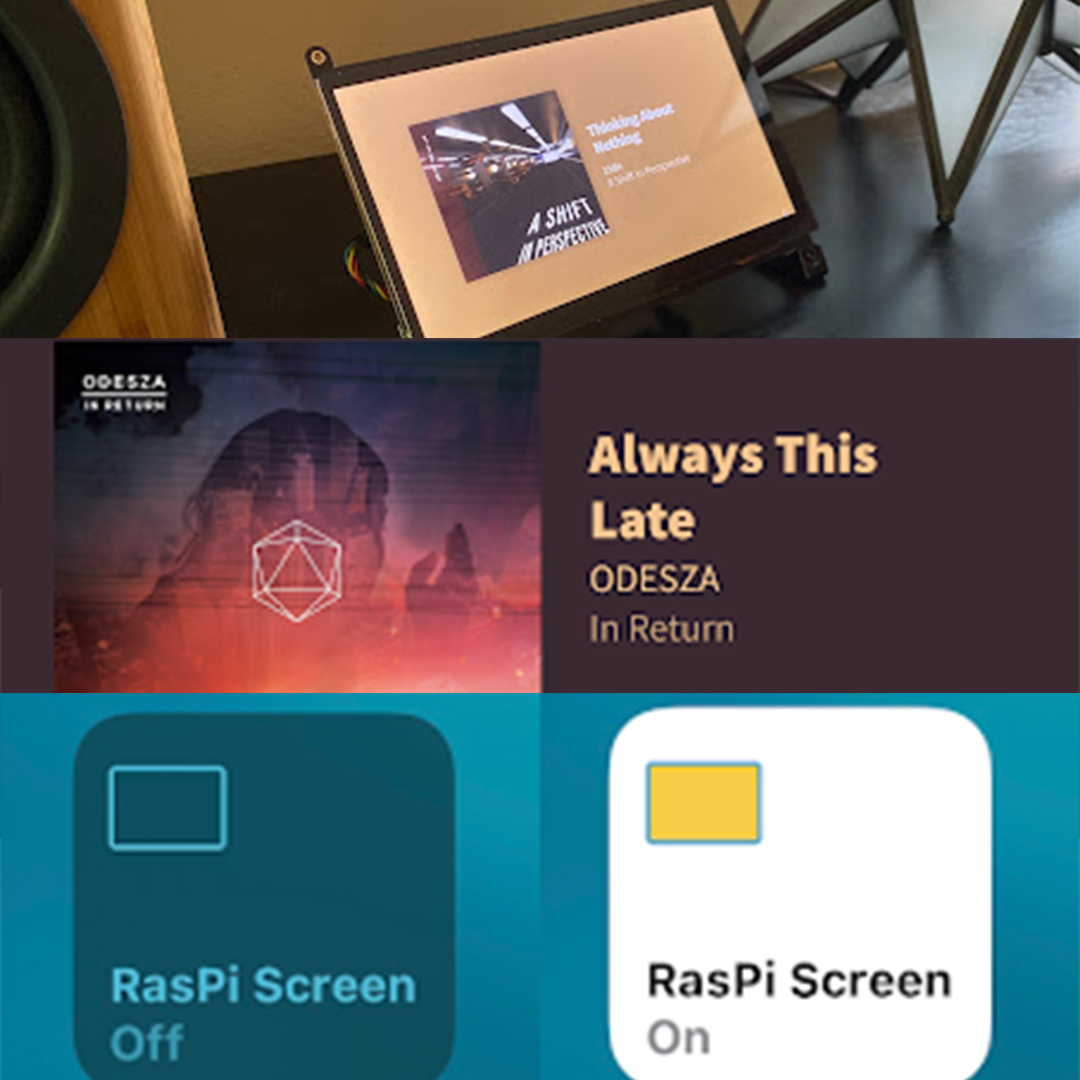 Thinking About
Nothing
A Shift in Perspective
A SHIFT
IN PERSPECTIVE
ODESZA
IN RETURN
Always This
Late
ODESZA
In Return
RasPi Screen
Off
RasPi Screen
On